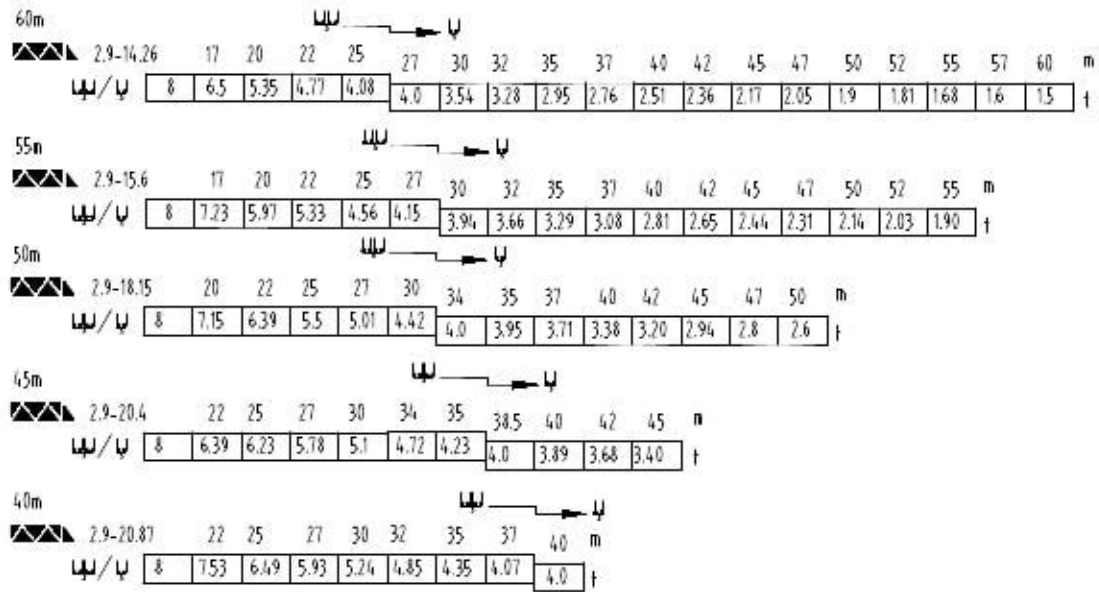 60m
2.9-14.26 17 20 22 25 27 30 32 35 37 40 42 45 47 50 52 55 57 60 m
8 6.5 5.35 4.77 4.08 4.0 3.54 3.28 2.95 2.76 2.51 2.36 2.17 2.05 1.9 1.81 1.68 1.6 1.5 t
55m
2.9-15.6 17 20 22 25 27 30 32 35 37 40 42 45 47 50 52 55 m
8 7.23 5.97 5.33 4.56 4.15 3.94 3.66 3.29 3.08 2.81 2.65 2.44 2.31 2.14 2.03 1.90 t
50m
2.9-18.15 20 22 25 27 30 34 35 37 40 42 45 47 50 m
8 7.15 6.39 5.5 5.01 4.42 4.0 3.95 3.71 3.38 3.20 2.94 2.8 2.6 t
45m
2.9-20.4 22 25 27 30 34 35 38.5 40 42 45 m
8 6.39 6.23 5.78 5.1 4.72 4.23 4.0 3.89 3.68 3.40 t
40m
2.9-20.87 22 25 27 30 32 35 37 40 m
8 7.53 6.49 5.93 5.24 4.85 4.35 4.07 4.0 t